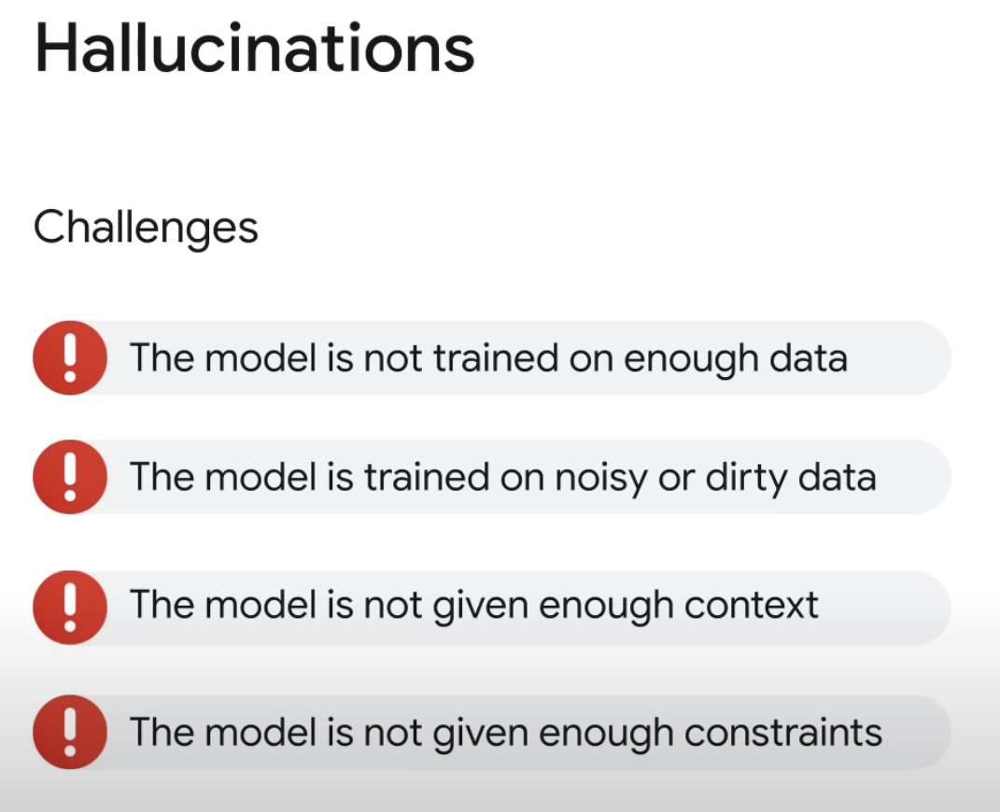 Hallucinations
Challenges
The model is not trained on enough data
The model is trained on noisy or dirty data
The model is not given enough context
The model is not given enough constraints